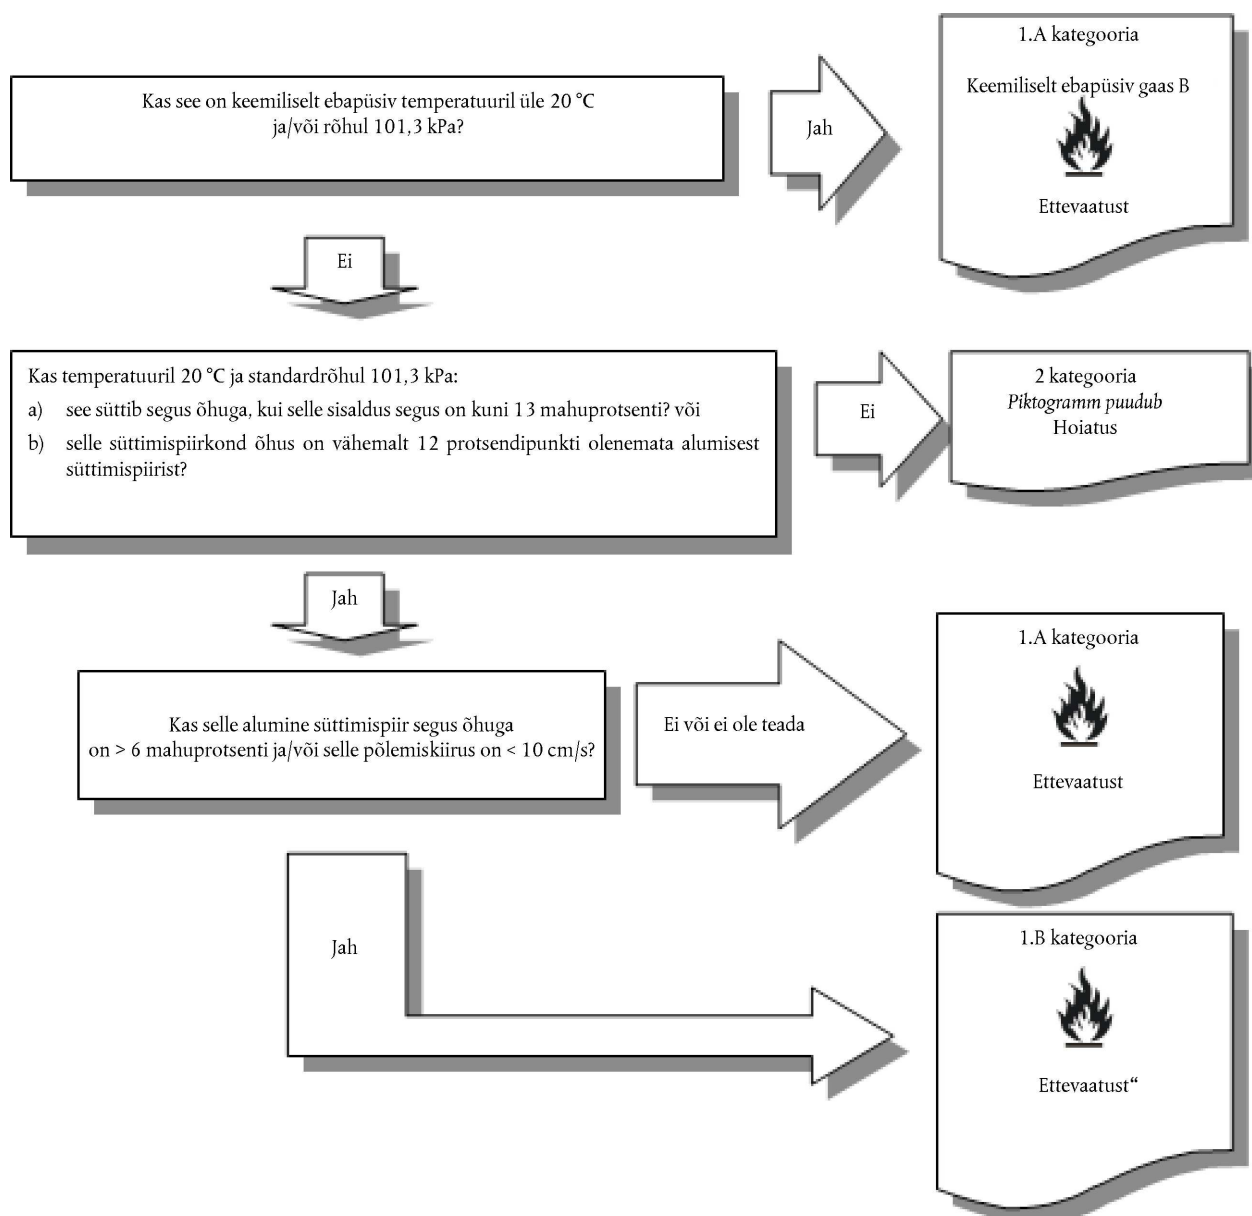 Kas see on keemiliselt ebapüsiv temperatuuril üle 20 °C
ja/või rõhul 101,3 kPa?
Jah
1.A kategooria
Keemiliselt ebapüsiv gaas B
Ettevaatust
Ei
Kas temperatuuril 20 °C ja standardrõhul 101,3 kPa:
a) see süttib segus õhuga, kui selle sisaldus segus on kuni 13 mahuprotsenti? või
b) selle süttimispiirkond õhus on vähemalt 12 protsendipunkti olenemata alumisest
süttimispiirist?
Ei
2 kategooria
Piktogramm puudub
Hoiatus
Jah
Kas selle alumine süttimispiir segus õhuga
on > 6 mahuprotsenti ja/või selle põlemiskiirus on < 10 cm/s?
Ei või ei ole teada
1.A kategooria
Ettevaatust
Jah
1.B kategooria
Ettevaatust“